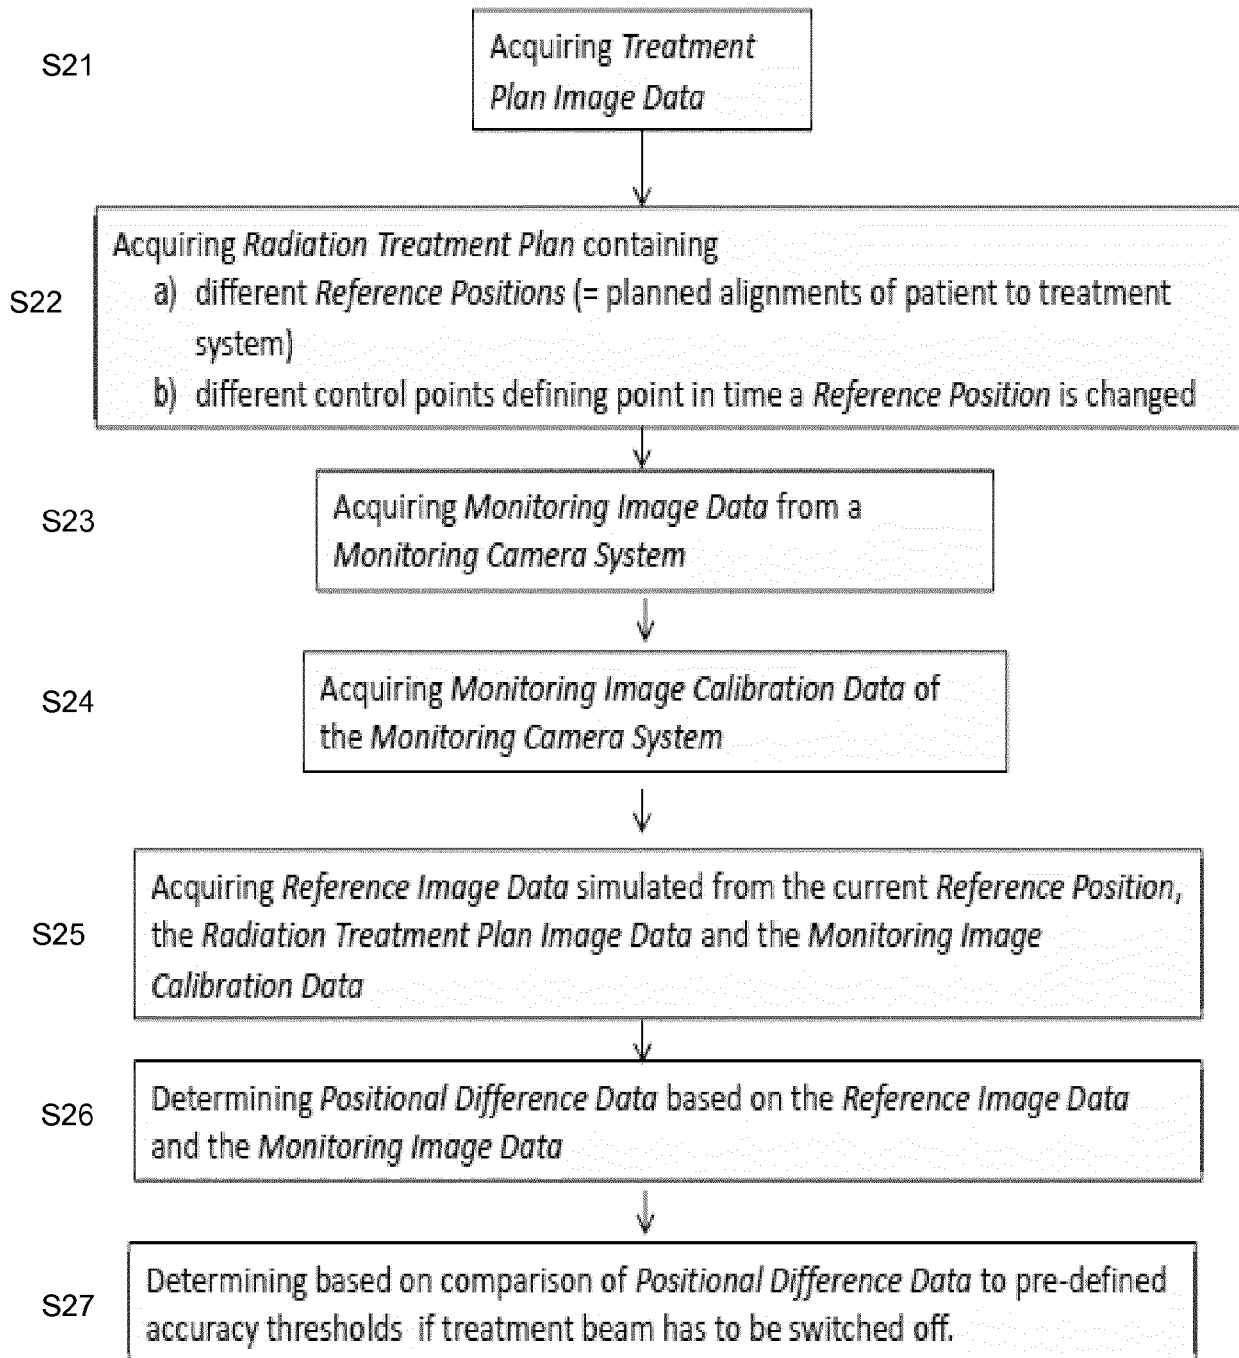 S21
Acquiring Treatment
Plan Image Data
S22
Acquiring Radiation Treatment Plan containing
a) different Reference Positions (= planned alignments of patient to treatment
system)
b) different control points defining point in time a Reference Position is changed
S23
Acquiring Monitoring Image Data from a
Monitoring Camera System
S24
Acquiring Monitoring Image Calibration Data of
the Monitoring Camera System
S25
Acquiring Reference Image Data simulated from the current Reference Position,
the Radiation Treatment Plan Image Data and the Monitoring Image
Calibration Data
S26
Determining Positional Difference Data based on the Reference Image Data
and the Monitoring Image Data
S27
Determining based on comparison of Positional Difference Data to pre-defined
accuracy thresholds if treatment beam has to be switched off.